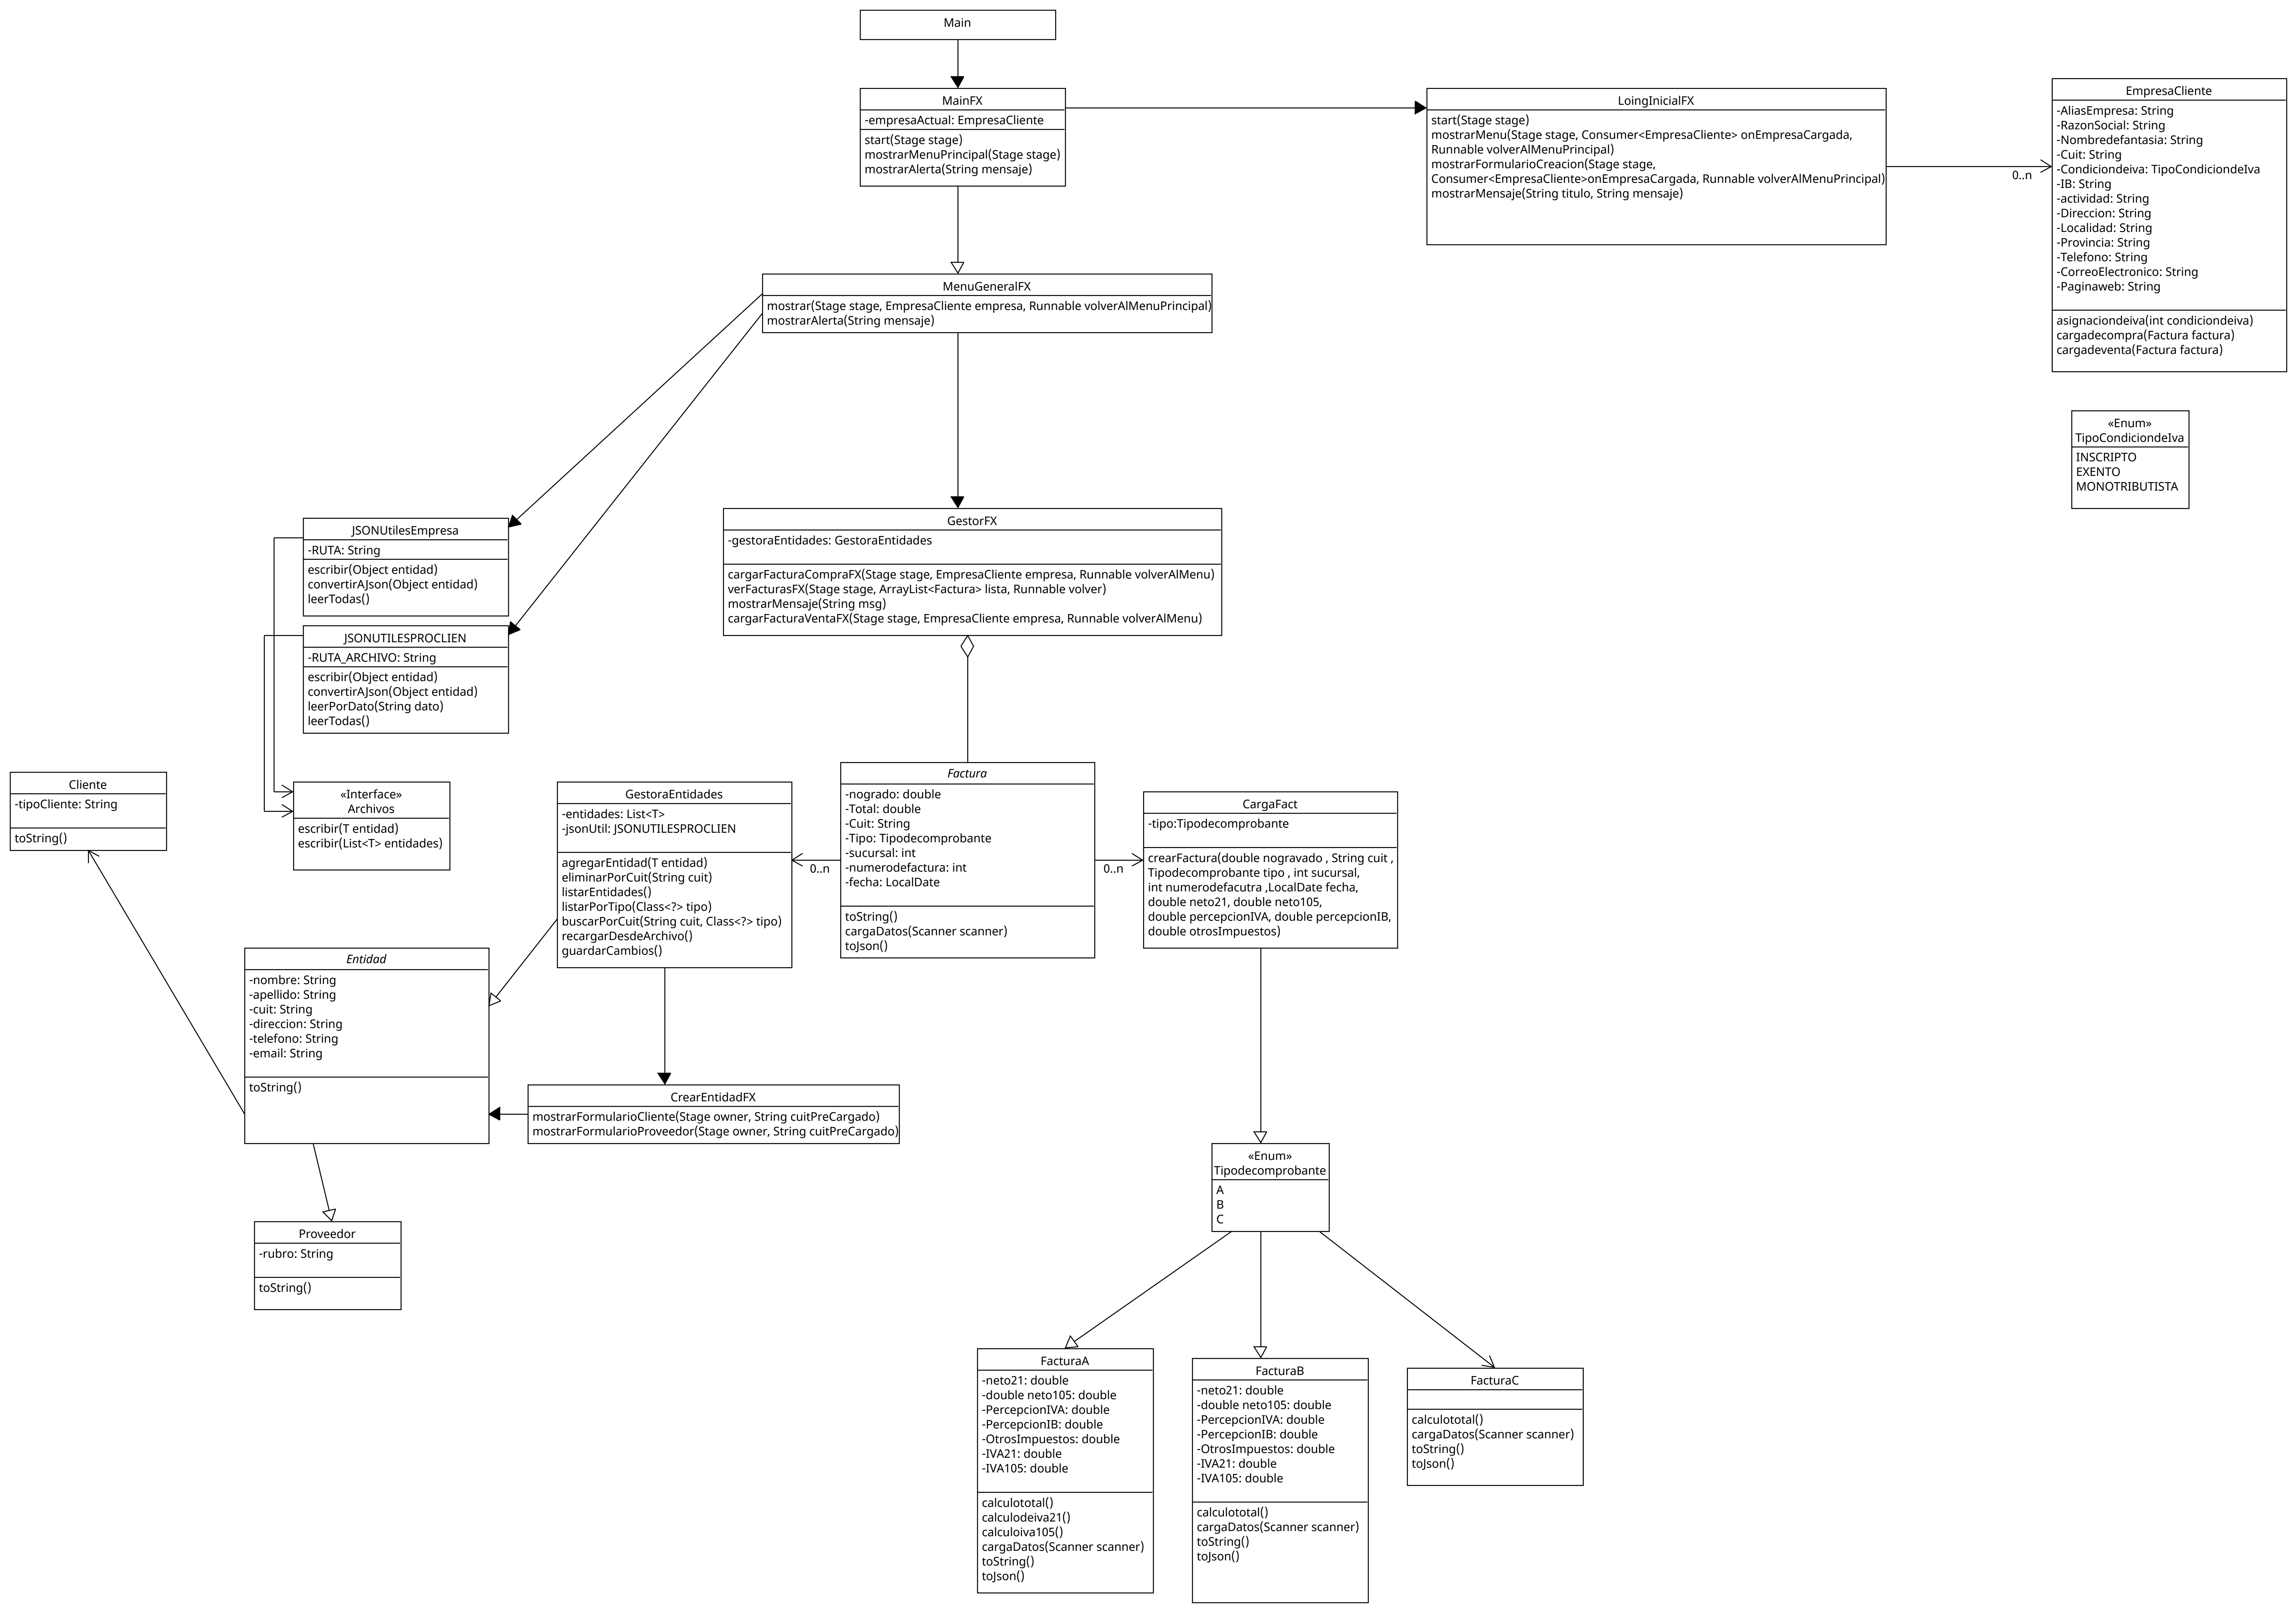 Main
MainFX
-empresaActual: EmpresaCliente
start(Stage stage)
mostrarMenuPrincipal(Stage stage)
mostrarAlerta(String mensaje)
LoingInicialFX
start(Stage stage)
mostrarMenu(Stage stage, Consumer<EmpresaCliente> onEmpresaCargada,
Runnable volverAlMenuPrincipal)
mostrarFormularioCreacion(Stage stage,
Consumer<EmpresaCliente>onEmpresaCargada, Runnable volverAlMenuPrincipal)
mostrarMensaje(String titulo, String mensaje)
0..n
EmpresaCliente
-AliasEmpresa: String
-RazonSocial: String
-Nombredefantasia: String
-Cuit: String
-Condiciondeiva: TipoCondiciondeIva
-IB: String
-actividad: String
-Direccion: String
-Localidad: String
-Provincia: String
-Telefono: String
-CorreoElectronico: String
-Paginaweb: String
asignaciondeiva(int condiciondeiva)
cargadecompra(Factura factura)
cargadeventa(Factura factura)
«Enum»
TipoCondiciondeIva
INSCRIPTO
EXENTO
MONOTRIBUTISTA
MenuGeneralFX
mostrar(Stage stage, EmpresaCliente empresa, Runnable volverAlMenuPrincipal)
mostrarAlerta(String mensaje)
JSONUtilesEmpresa
-RUTA: String
escribir(Object entidad)
convertirAJson(Object entidad)
leerTodas()
JSONUTILESPROCLIEN
-RUTA_ARCHIVO: String
escribir(Object entidad)
convertirAJson(Object entidad)
leerPorDato(String dato)
leerTodas()
GestorFX
-gestoraEntidades: GestoraEntidades
cargarFacturaCompraFX(Stage stage, EmpresaCliente empresa, Runnable volverAlMenu)
verFacturasFX(Stage stage, ArrayList<Factura> lista, Runnable volver)
mostrarMensaje(String msg)
cargarFacturaVentaFX(Stage stage, EmpresaCliente empresa, Runnable volverAlMenu)
Cliente
-tipoCliente: String
toString()
«Interface»
Archivos
escribir(T entidad)
escribir(List<T> entidades)
GestoraEntidades
-entidades: List<T>
-jsonUtil: JSONUTILESPROCLIEN
agregarEntidad(T entidad)
eliminarPorCuit(String cuit)
listarEntidades()
listarPorTipo(Class<?> tipo)
buscarPorCuit(String cuit, Class<?> tipo)
recargarDesdeArchivo()
guardarCambios()
0..n
Factura
-nogrado: double
-Total: double
-Cuit: String
-Tipo: Tipodecomprobante
-sucursal: int
-numerodefactura: int
-fecha: LocalDate
toString()
cargaDatos(Scanner scanner)
toJson()
0..n
CargaFact
-tipo:Tipodecomprobante
crearFactura(double nogravado , String cuit ,
Tipodecomprobante tipo , int sucursal,
int numerodefacutra ,LocalDate fecha,
double neto21, double neto105,
double percepcionIVA, double percepcionIB,
double otrosImpuestos)
Entidad
-nombre: String
-apellido: String
-cuit: String
-direccion: String
-telefono: String
-email: String
toString()
CrearEntidadFX
mostrarFormularioCliente(Stage owner, String cuitPreCargado)
mostrarFormularioProveedor(Stage owner, String cuitPreCargado)
Proveedor
-rubro: String
toString()
«Enum»
Tipodecomprobante
A
B
C
FacturaA
-neto21: double
-double neto105: double
-PercepcionIVA: double
-PercepcionIB: double
-OtrosImpuestos: double
-IVA21: double
-IVA105: double
calculototal()
calculodeiva21()
calculoiva105()
cargaDatos(Scanner scanner)
toString()
toJson()
FacturaB
-neto21: double
-double neto105: double
-PercepcionIVA: double
-PercepcionIB: double
-OtrosImpuestos: double
-IVA21: double
-IVA105: double
calculototal()
cargaDatos(Scanner scanner)
toString()
toJson()
FacturaC
calculototal()
cargaDatos(Scanner scanner)
toString()
toJson()